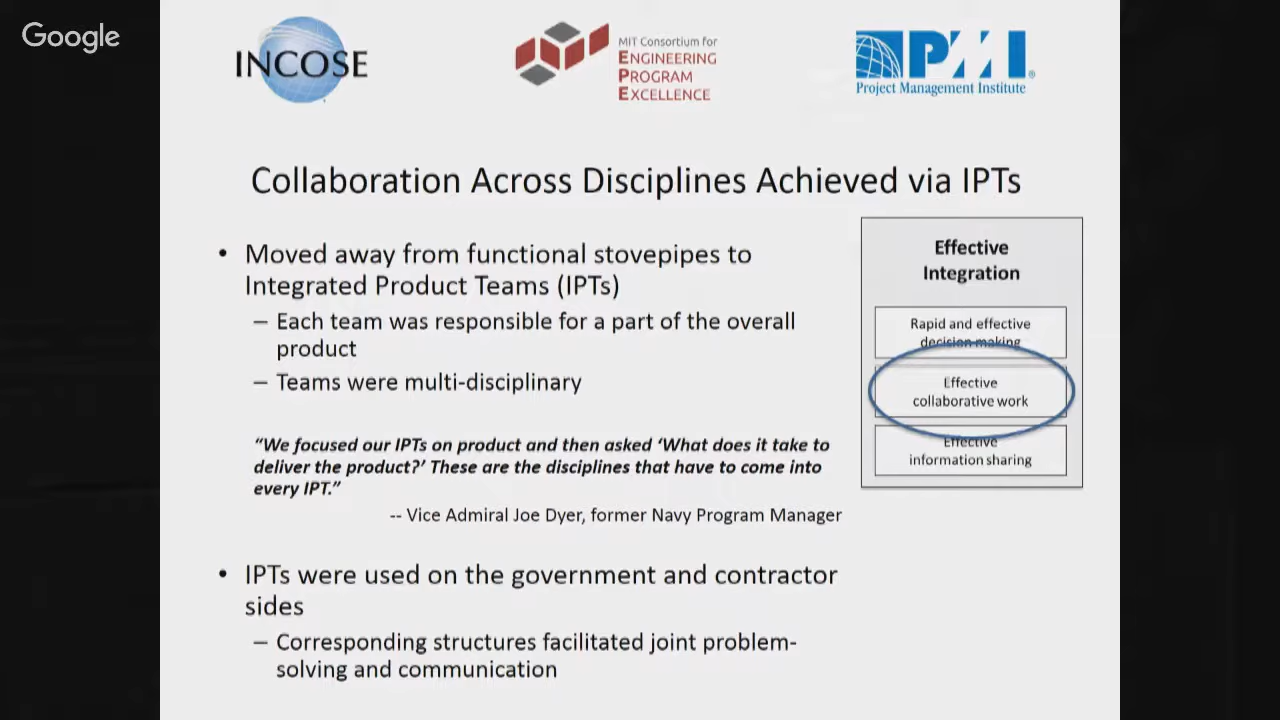 Google
INCOSE
MIT Consortium for
ENGINEERING
PROGRAM
EXCELLENCE
PMI
Project Management Institute
Collaboration Across Disciplines Achieved via IPTs
• Moved away from functional stovepipes to
Integrated Product Teams (IPTs)
– Each team was responsible for a part of the overall
product
– Teams were multi-disciplinary
“We focused our IPTs on product and then asked ‘What does it take to
deliver the product?’ These are the disciplines that have to come into
every IPT.”
-- Vice Admiral Joe Dyer, former Navy Program Manager
• IPTs were used on the government and contractor
sides
– Corresponding structures facilitated joint problem-
solving and communication
Effective
Integration
Rapid and effective
decision making
Effective
collaborative work
Effective
information sharing